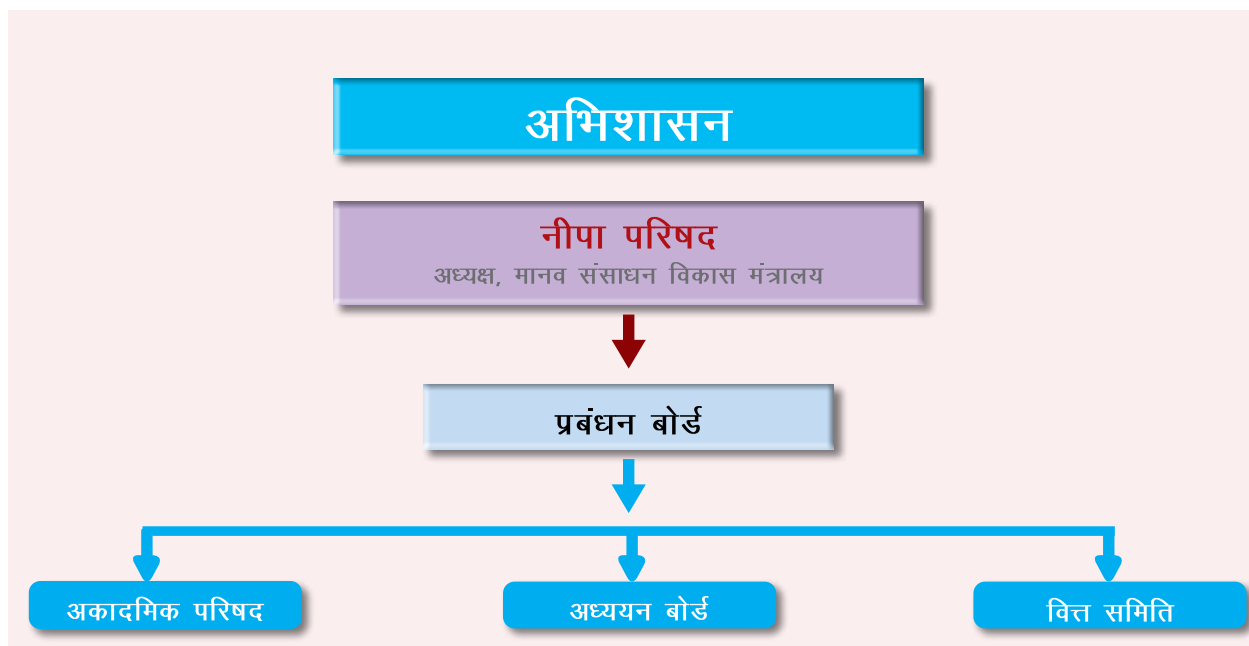 अभिशासन
नीपा परिषद
अध्यक्ष, मानव संसाधन विकास मंत्रालय
प्रबंधन बोर्ड
अकादमिक परिषद
अध्ययन बोर्ड
वित्त समिति